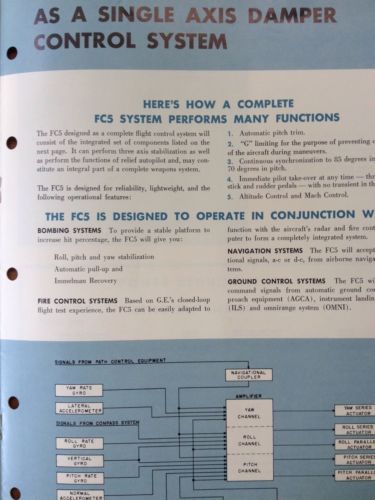 AS A SINGLE AXIS DAMPER
CONTROL SYSTEM
HERE'S HOW A COMPLETE
FC5 SYSTEM PERFORMS MANY FUNCTIONS
The FC5 designed as a complete flight control system will
consist of the integrated set of components listed on the
next page. It can perform three axis stabilization as well
as perform the functions of relief autopilot and, may con-
stitute an integral part of a complete weapons system.
The FC5 is designed for reliability, lightweight, and the
following operational features:
1. Automatic pitch trim.
2. "G" limiting for the purpose of preventing
of the aircraft during maneuvers.
3. Continuous synchronization to 85 degrees in
70 degrees in pitch.
4. Immediate pilot take-over at any time —
stick and rudder pedals — with no transient in the
5. Altitude Control and Mach Control.
THE FC5 IS DESIGNED TO OPERATE IN CONJUNCTION W
BOMBING SYSTEMS To provide a stable platform to
increase hit percentage, the FC5 will give you:
Roll, pitch and yaw stabilization
Automatic pull-up and
Immelman Recovery
FIRE CONTROL SYSTEMS Based on G.E.'s closed-loop
flight test experience, the FC5 can be easily adapted to
function with the aircraft's radar and fire cont
puter to form a completely integrated system.
NAVIGATION SYSTEMS The FC5 will accept
tional signals, a-c or d-c, from airborne naviga
tems.
GROUND CONTROL SYSTEMS The FC5 wi
command signals from automatic ground co
proach equipment (AGCA), instrument landin
(ILS) and omnirange system (OMNI).
SIGNALS FROM PATH CONTROL EQUIPMENT
NAVIGATIONAL
COUPLER
YAW RATE
GYRO
AMPLIFIER
LATERAL
ACCELEROMETER
YAW
CHANNEL
YAW SERIES
ACTUATOR
SIGNALS FROM COMPASS SYSTEM
ROLL SERIES
ACTUATOR
ROLL RATE
GYRO
ROLL
CHANNEL
ROLL PARALLE
ACTUATOR
VERTICAL
GYRO
PITCH SERIES
ACTUATOR
PITCH RATE
GYRO
PITCH
CHANNEL
PITCH PARALL
ACTUATOR
NORMAL
ACCELEROMETER